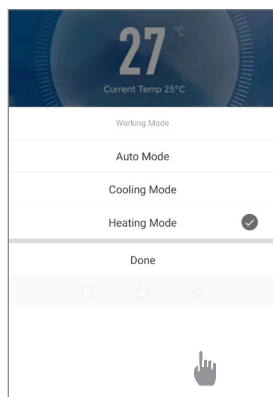 27 °C
Current Temp 25°C
Working Mode
Auto Mode
Cooling Mode
Heating Mode
Done